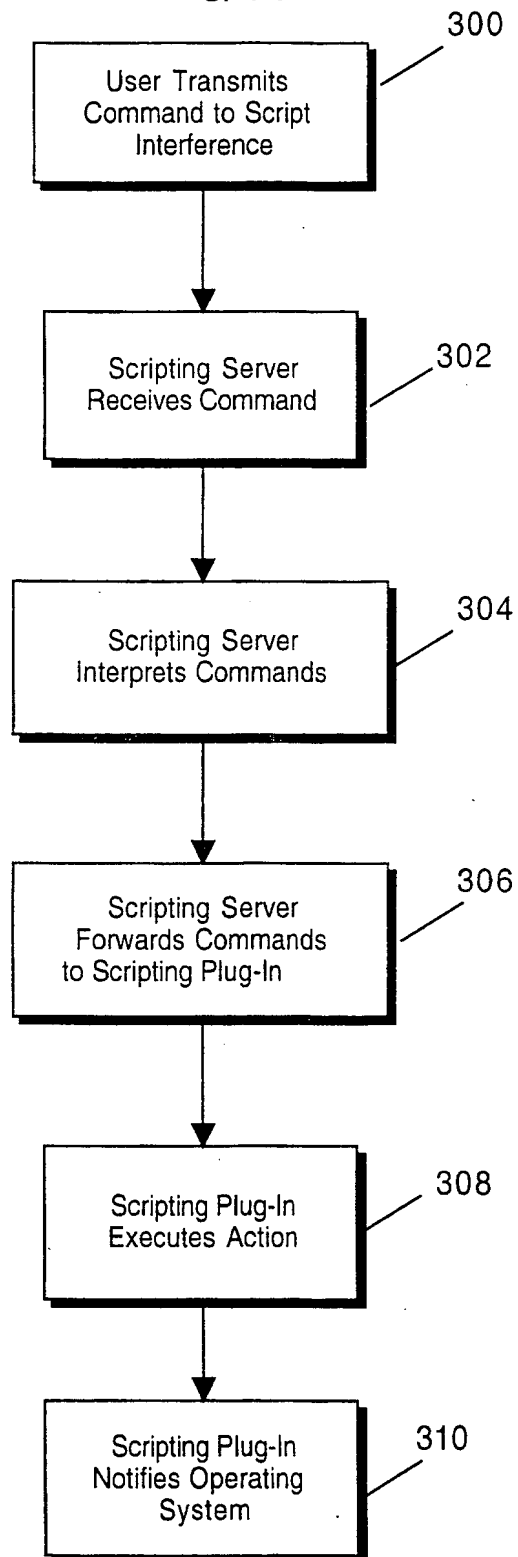 300
User Transmits
Command to Script
Interference
302
Scripting Server
Receives Command
304
Scripting Server
Interprets Commands
306
Scripting Server
Forwards Commands
to Scripting Plug-In
308
Scripting Plug-In
Executes Action
310
Scripting Plug-In
Notifies Operating
System